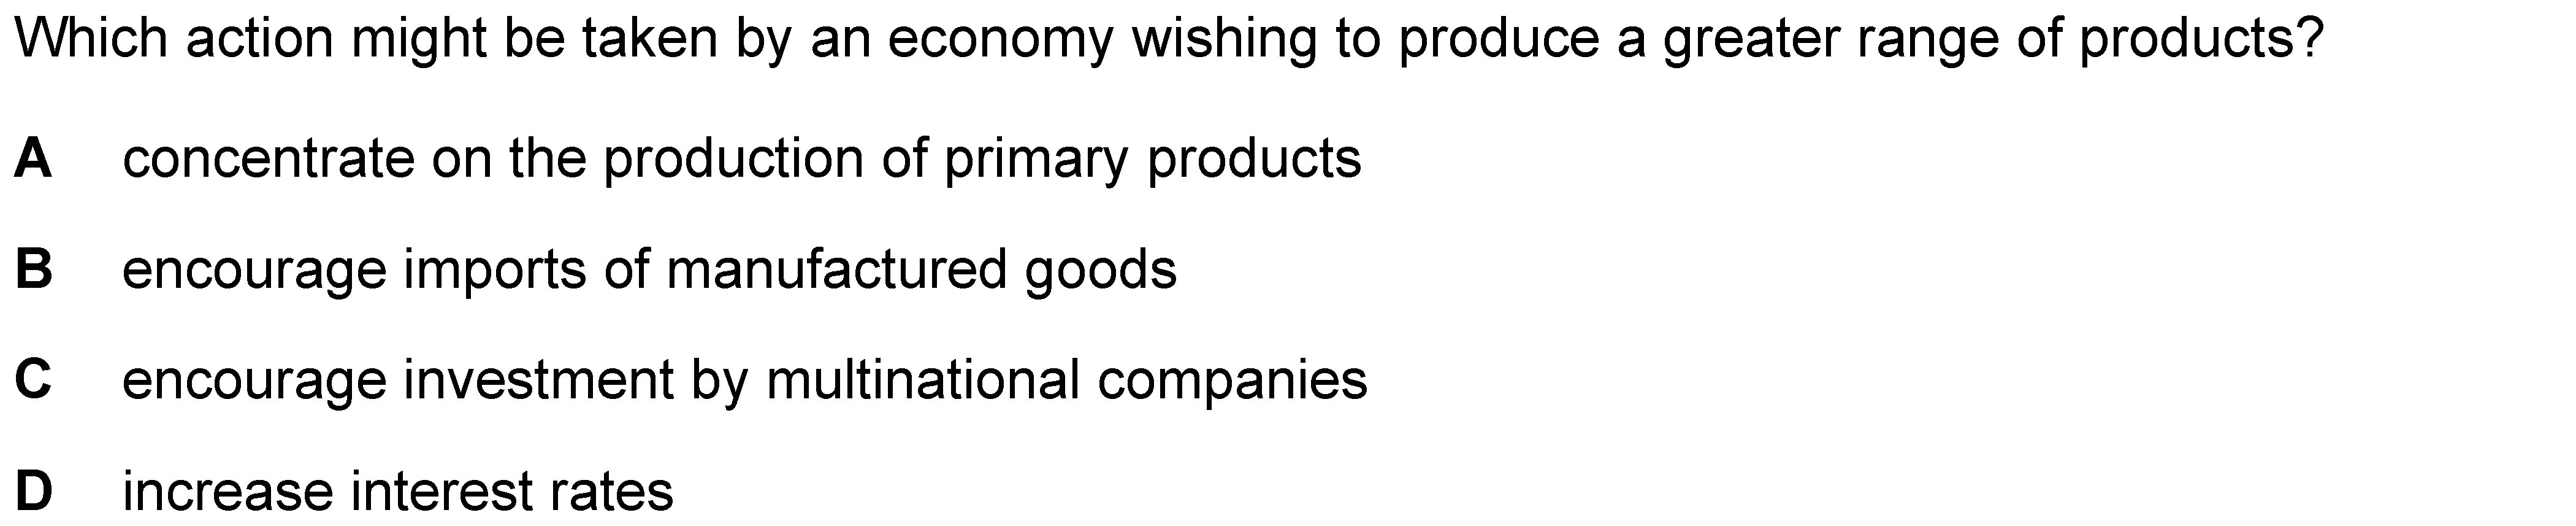 Which action might be taken by an economy wishing to produce a greater range of products?
A concentrate on the production of primary products
B encourage imports of manufactured goods
C encourage investment by multinational companies
D increase interest rates